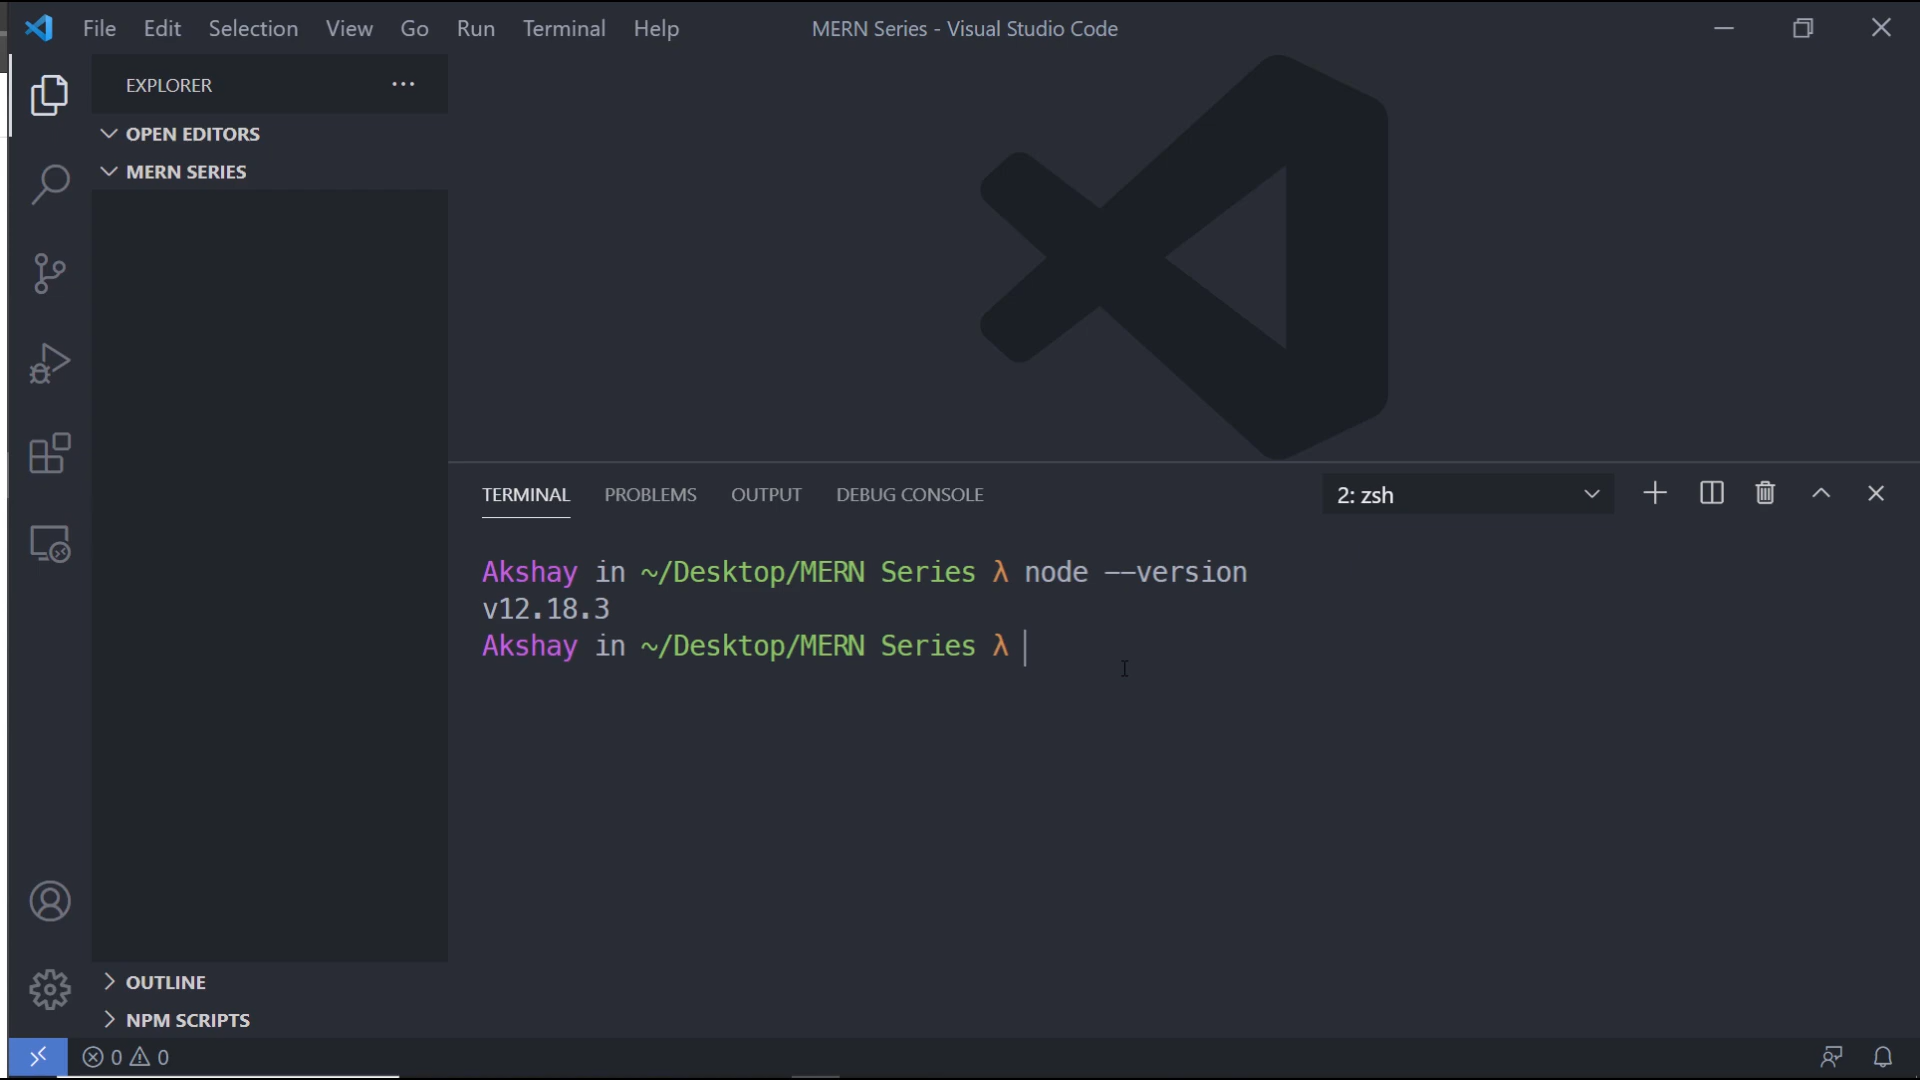 File Edit Selection View Go Run Terminal Help MERN Series - Visual Studio Code
EXPLORER
OPEN EDITORS
MERN SERIES
TERMINAL PROBLEMS OUTPUT DEBUG CONSOLE 2: zsh
Akshay in ~/Desktop/MERN Series λ node --version
v12.18.3
Akshay in ~/Desktop/MERN Series λ
OUTLINE
NPM SCRIPTS
0 0